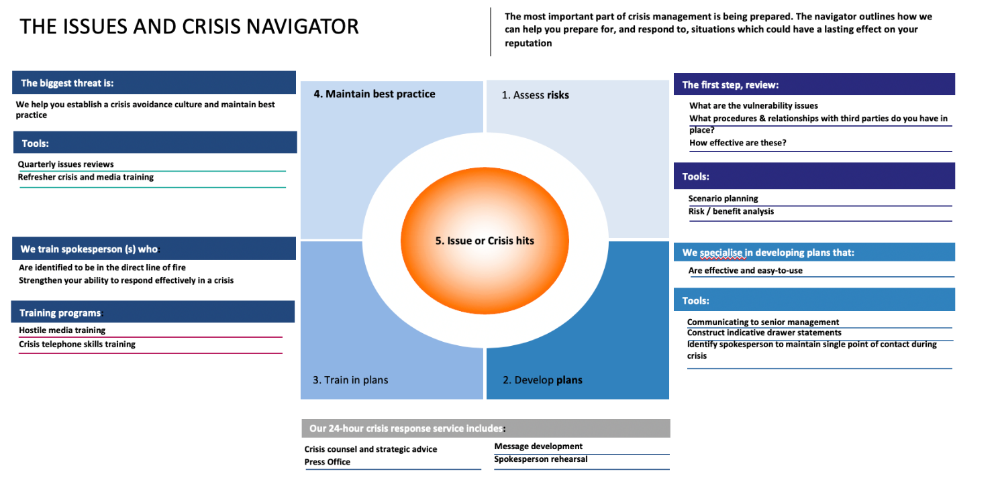 THE ISSUES AND CRISIS NAVIGATOR
The most important part of crisis management is being prepared. The navigator outlines how we
can help you prepare for, and respond to, situations which could have a lasting effect on your
reputation
The biggest threat is:
We help you establish a crisis avoidance culture and maintain best
practice
Tools:
Quarterly issues reviews
Refresher crisis and media training
We train spokesperson (s) who:
Are identified to be in the direct line of fire
Strengthen your ability to respond effectively in a crisis
Training programs:
Hostile media training
Crisis telephone skills training
4. Maintain best practice
1. Assess risks
5. Issue or Crisis hits
3. Train in plans
2. Develop plans
The first step, review:
What are the vulnerability issues
What procedures & relationships with third parties do you have in
place?
How effective are these?
Tools:
Scenario planning
Risk / benefit analysis
We specialise in developing plans that:
Are effective and easy-to-use
Tools:
Communicating to senior management
Construct indicative drawer statements
Identify spokesperson to maintain single point of contact during
crisis
Our 24-hour crisis response service includes:
Crisis counsel and strategic advice
Press Office
Message development
Spokesperson rehearsal